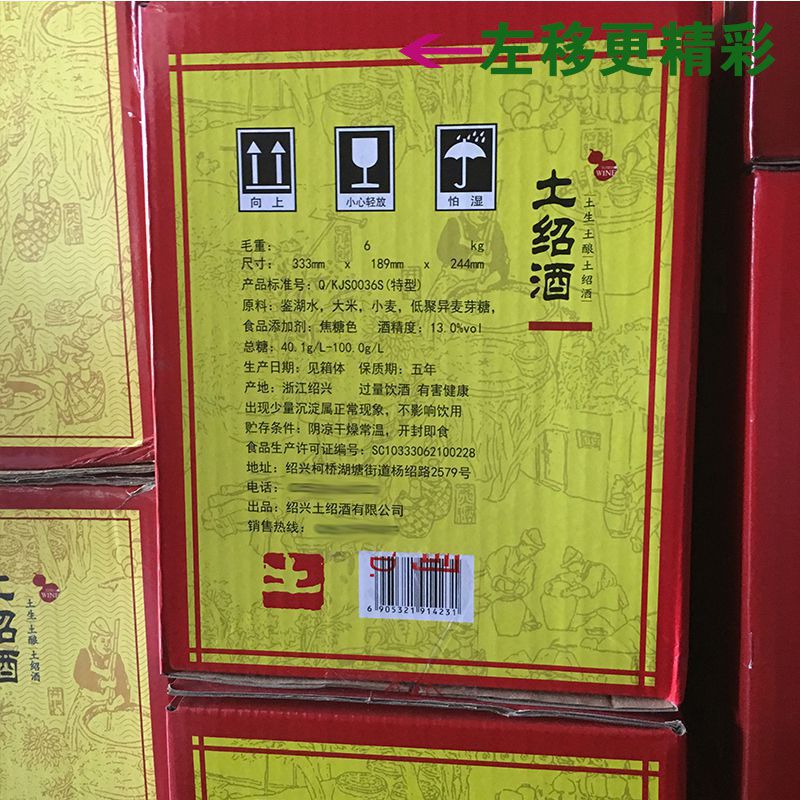 左移更精彩
向上
小心轻放
怕湿
WINE
土绍酒
土生土酿土绍酒
毛重: 6 kg
尺寸: 333mm x 189mm x 244mm
产品标准号: Q/KJS0036S(特型)
原料: 鉴湖水, 大米, 小麦, 低聚异麦芽糖,
食品添加剂: 焦糖色 酒精度: 13.0%vol
总糖: 40.1g/L-100.0g/L
生产日期: 见箱体 保质期: 五年
产地: 浙江绍兴 过量饮酒 有害健康
出现少量沉淀属正常现象, 不影响饮用
贮存条件: 阴凉干燥常温, 开封即食
食品生产许可证编号: SC10333062100228
地址: 绍兴柯桥湖塘街道杨绍路2579号
电话:
出品: 绍兴土绍酒有限公司
销售热线:
土
6 905321 914231
土绍酒
土生土酿土绍酒
WINE